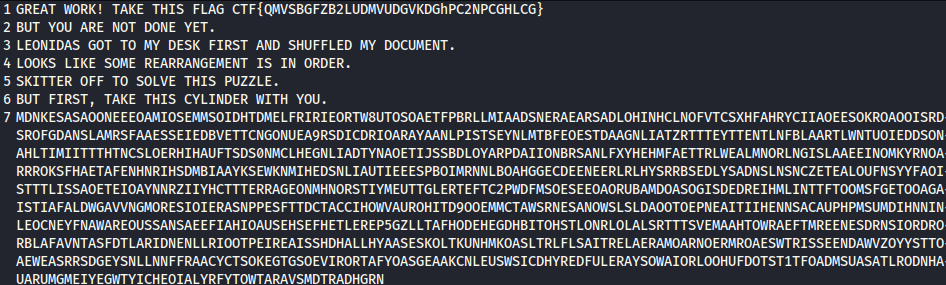 1 GREAT WORK! TAKE THIS FLAG CTF{QMVSBGFZB2LUDMVUDGVKDGhPC2NPCGHLCG}
2 BUT YOU ARE NOT DONE YET.
3 LEONIDAS GOT TO MY DESK FIRST AND SHUFFLED MY DOCUMENT.
4 LOOKS LIKE SOME REARRANGEMENT IS IN ORDER.
5 SKITTER OFF TO SOLVE THIS PUZZLE.
6 BUT FIRST, TAKE THIS CYLINDER WITH YOU.
7 MDNKESASAOONEEEOAMIOSEMMSOIDHTDMELFRIRIEORTW8UTOSOAETFPBRLLMIAADSNERAEARSADLOHINHCLNOFVTCSXHFAHRYCIIAOEESOKROAOOISRD
SROFGDANSLAMRSFAAESSEIEDBVETTCNGONUEA9RSDICDRIOARAYAANLPISTSEYNLMTBFEOESTDAAGNLIATZRTTTEYTTENTLNFBLAARTLWNTUOIEDDSON
AHLTIMIITTTHTNCSLOERHIHAUFTSDS0NMCLHEGNLIADTYNAOETIJSSBDLOYARPDAIIONBRSANLFXYHEHMFAETTRLWEALMNORLNGISLAAEEINOMKYRNOA
RRROKSFHAETAFENHNRIHSDMBIAAYKSEWKNMIHEDSNLIAUTIEEESPBOIMRNNLBOAHGGECDEENEERLRLHYSRRBSEDLYSADNSLNSNCZETEALOUFNSYYFAOI
STTTLISSAOETEIOAYNNRZIIYHCTTTERRAGEONMHNORSTIYMEUTTGLERTEFTC2PWDFMSOESEEOAORUBAMDOASOGISDEDREIHMLINTTFTOOMSFGETOOAGA
ISTIAFALDWGAVVNGMORESIOIERASNPPESFTTDCTACCIHOWVAUROHITD9OOEMMCTAWSRNESANOWSLSLDAOOTOEPNEAITIIHENNSACAUPHPMSUMDIHNNIN
LEOCNEYFNAWAREOUSSANSAEEFIAHIOAUSEHSEFHETLEREP5GZLLTAFHODEHEGDHBITOHSTLONRLOLALSRTTTSVEMAAHTOWRAEFTMREENESDRNSIORDRO
RBLAFAVNTASFDTLARIDNENLLRIOOTPEIREAISSHDHALLHYAASESKOLTKUNHMKOASLTRLFLSAITRELAERAMOARNOERMROAESWTRISSEENDAWVZOYYSTTO
AEWEASRRSDGEYSNLLNNFFRAACYCTSOKEGTGSOEVIRORTAFYOASGEAAKCNLEUSWSICDHYREDFULERAYSOWAIORLOOHUFDOTST1TFOADMSUASATLRODNHA
UARUMGMEIYEGWTYICHEOIALYRFYTOWTARAVSMDTRADHGRN